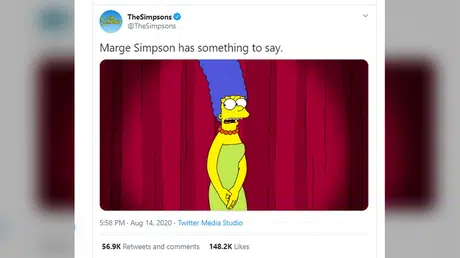 TheSimpsons
@TheSimpsons
Marge Simpson has something to say.
5:58 PM · Aug 14, 2020 · Twitter Media Studio
56.9K Retweets and comments 148.2K Likes